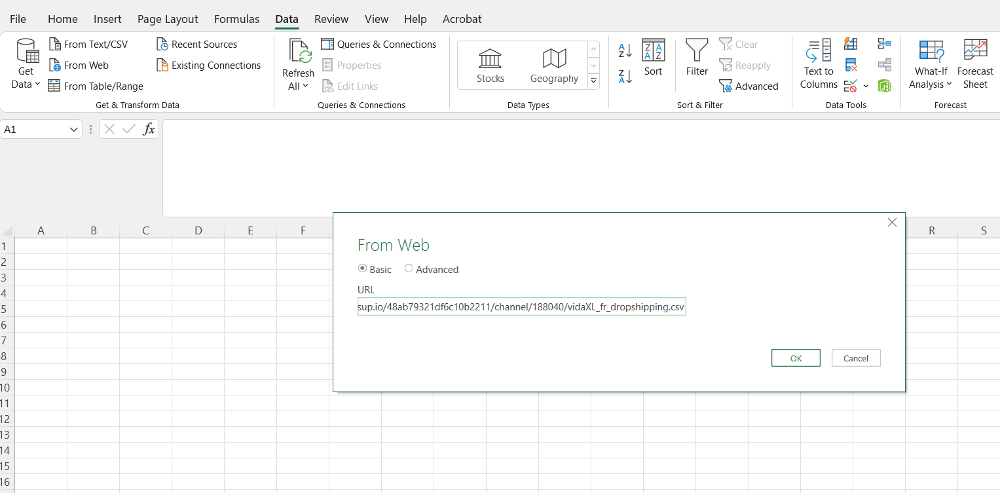 File Home Insert Page Layout Formulas Data Review View Help Acrobat
Get Data
From Text/CSV
From Web
From Table/Range
Recent Sources
Existing Connections
Get & Transform Data
Refresh All
Queries & Connections
Properties
Edit Links
Queries & Connections
Stocks
Geography
Data Types
A Z
Z A
Z A A Z
Sort
Filter
Clear
Reapply
Advanced
Sort & Filter
Text to Columns
Data Tools
What-If Analysis
Forecast Sheet
Forecast
A1
fx
A B C D E F R S
From Web
Basic Advanced
URL
sup.io/48ab79321df6c10b2211/channel/188040/vidaXL_fr_dropshipping.csv
OK Cancel
1
2
3
4
5
6
7
8
9
10
11
12
13
14
15
16